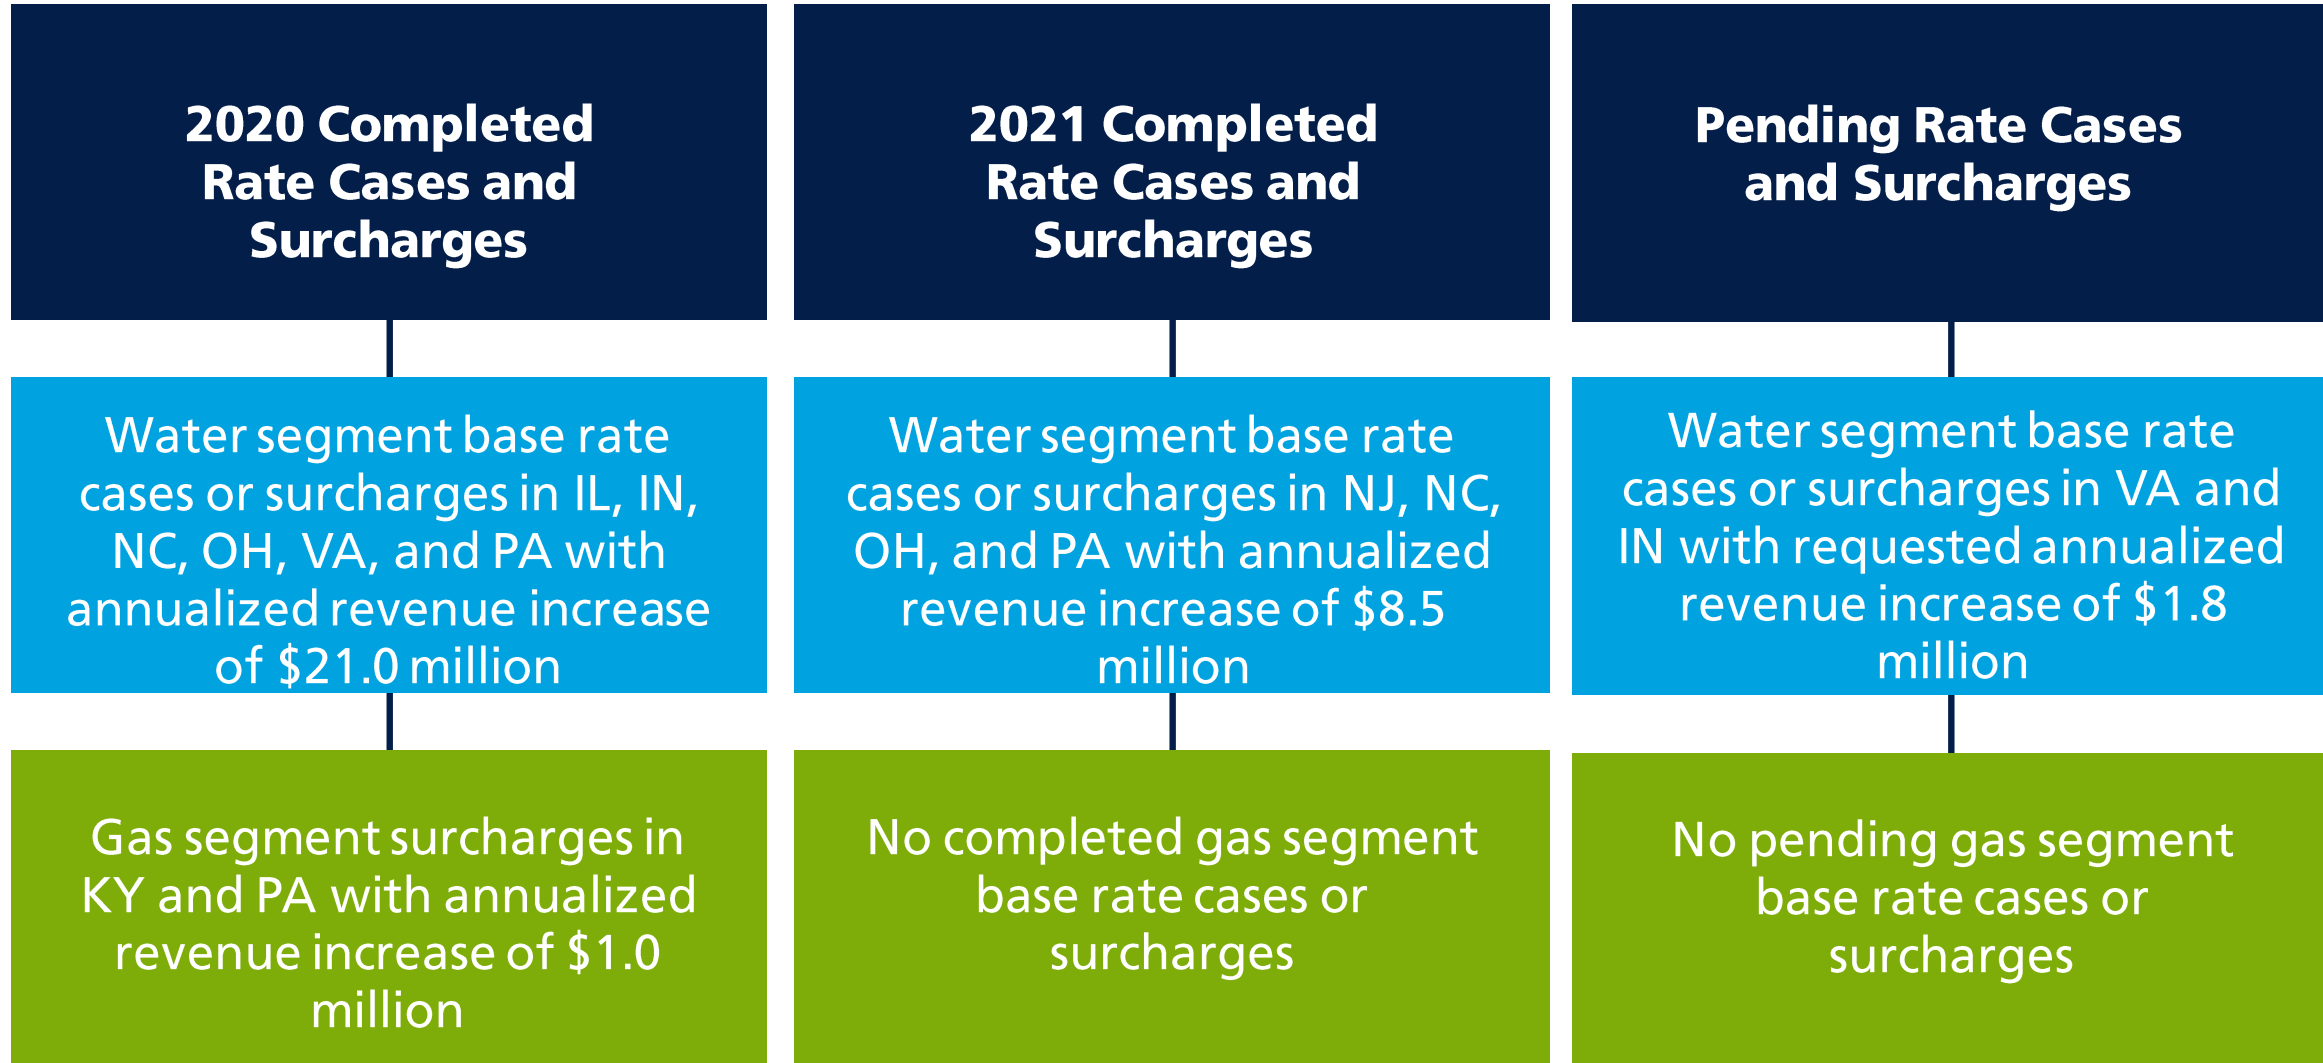 2020 Completed
Rate Cases and
Surcharges
Water segment base rate
cases or surcharges in IL, IN,
NC, OH, VA, and PA with
annualized revenue increase
of $21.0 million
Gas segment surcharges in
KY and PA with annualized
revenue increase of $1.0
million
2021 Completed
Rate Cases and
Surcharges
Water segment base rate
cases or surcharges in NJ, NC,
OH, and PA with annualized
revenue increase of $8.5
million
No completed gas segment
base rate cases or
surcharges
Pending Rate Cases
and Surcharges
Water segment base rate
cases or surcharges in VA and
IN with requested annualized
revenue increase of $1.8
million
No pending gas segment
base rate cases or
surcharges